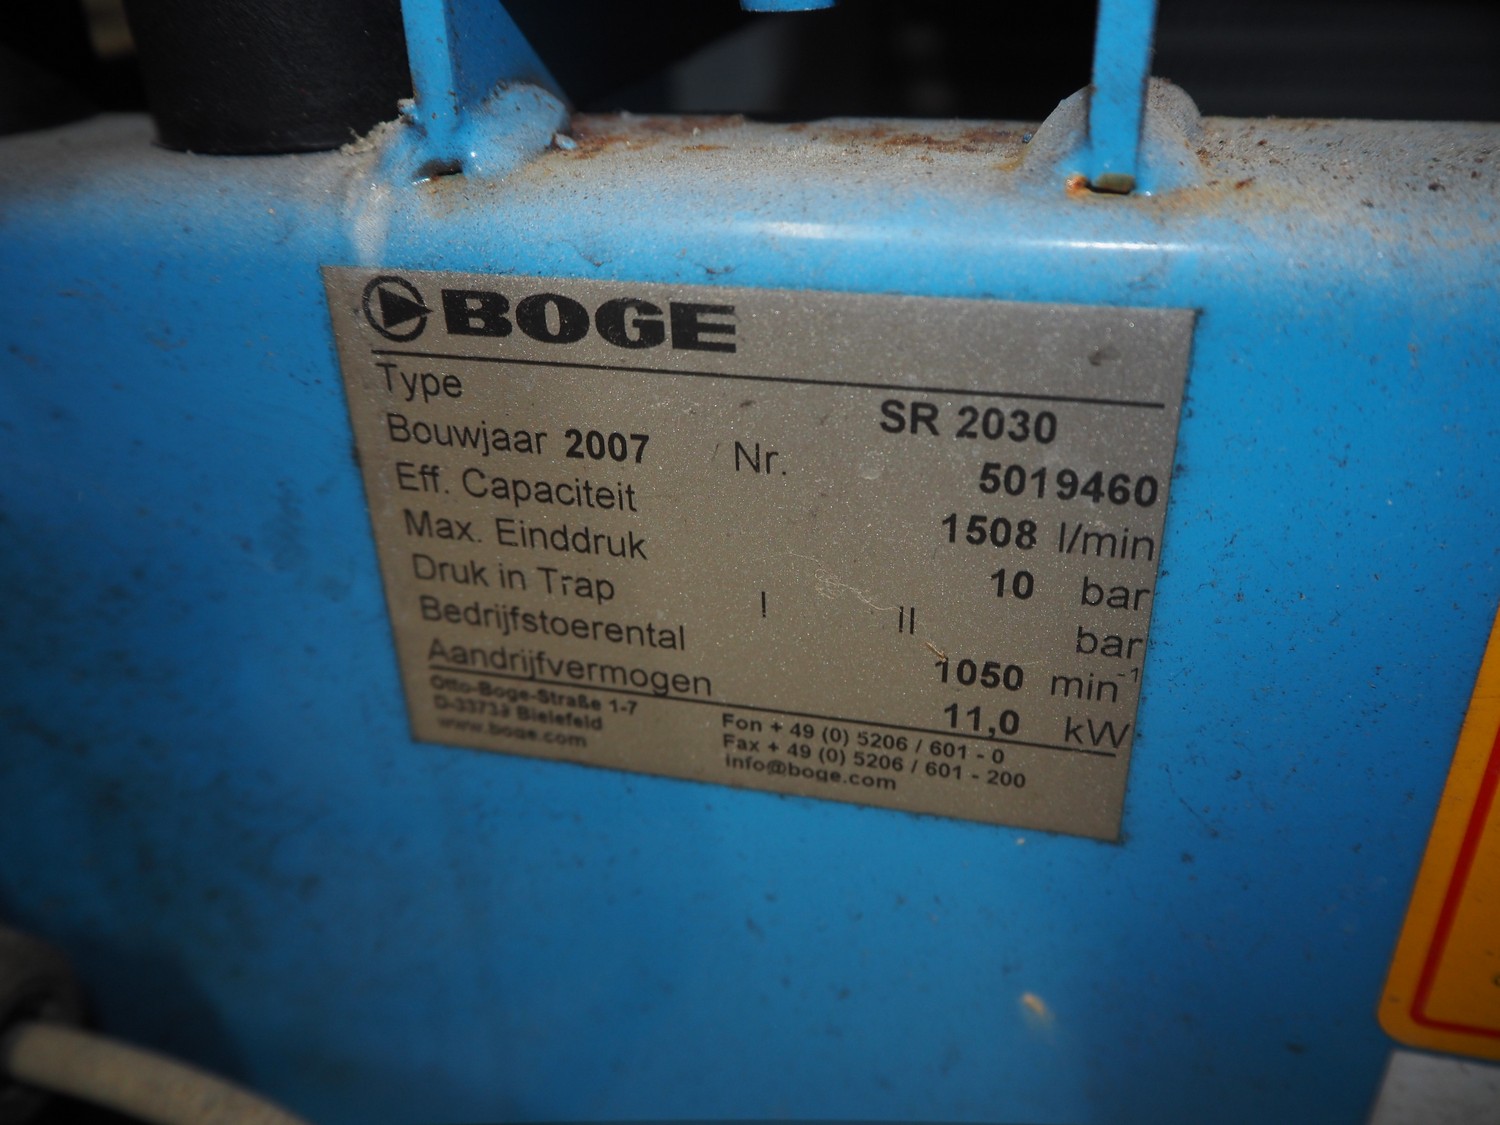 BOGE
Type SR 2030
Bouwjaar 2007 Nr. 5019460
Eff. Capaciteit 1508 l/min
Max. Einddruk 10 bar
Druk in Trap I II bar
Bedrijfstoerental 1050 min⁻¹
Aandrijfvermogen 11,0 kW
Otto-Boge-Straße 1-7 Fon + 49 (0) 5206 / 601 - 0
D-33739 Bielefeld Fax + 49 (0) 5206 / 601 - 200
www.boge.com info@boge.com